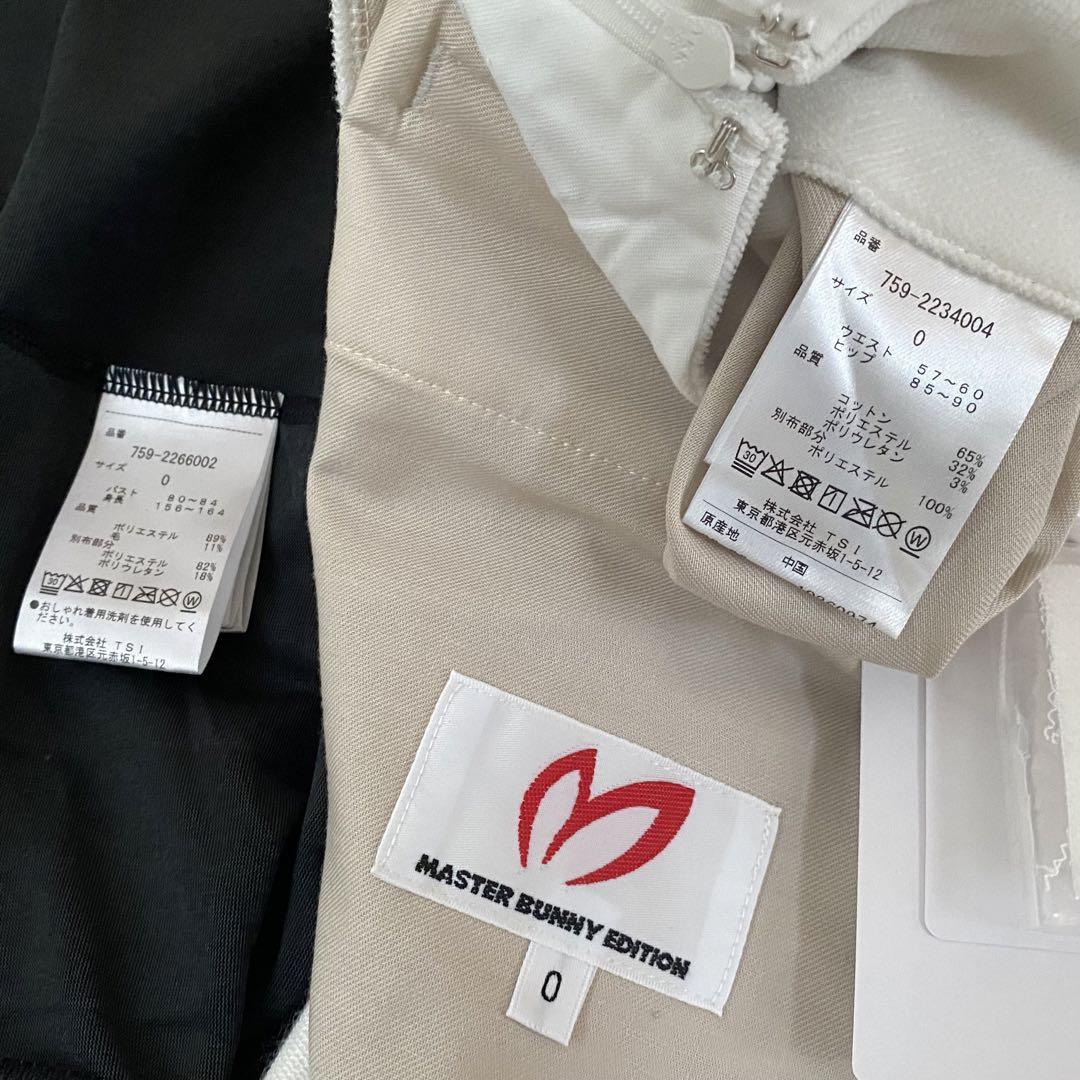 品番
759-2266002
サイズ
0
バスト 80~84
身長 156~164
品質
ポリエステル 89%
毛 11%
別布部分
ポリエステル 82%
ポリウレタン 18%
30
W
●おしゃれ着用洗剤を使用してく
ださい。
株式会社 TSI
東京都港区元赤坂1-5-12
品番
759-2234004
サイズ
0
ウエスト 57~60
ヒップ 85~90
品質
コットン 65%
ポリエステル 32%
ポリウレタン 3%
別布部分
ポリエステル 100%
30
W
株式会社 TSI
東京都港区元赤坂1-5-12
原産地 中国
MASTER BUNNY EDITION
0